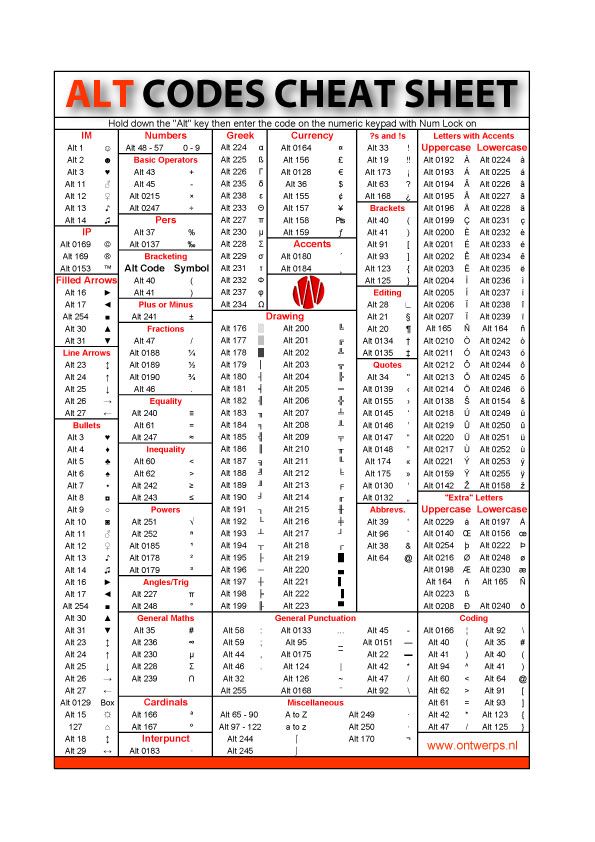 ALT CODES CHEAT SHEET
Hold down the "Alt" key then enter the code on the numeric keypad with Num Lock on
IM
Alt 1 ☺
Alt 2 ☻
Alt 3 ♥
Alt 11 ♂
Alt 12 ♀
Alt 13 ♪
Alt 14 ♫
IP
Alt 0169 ©
Alt 169 ®
Alt 0153 ™
Filled Arrows
Alt 16 ►
Alt 17 ◄
Alt 254 ■
Alt 30 ▲
Alt 31 ▼
Line Arrows
Alt 23 ↨
Alt 24 ↑
Alt 25 ↓
Alt 26 →
Alt 27 ←
Bullets
Alt 3 ♥
Alt 4 ♦
Alt 5 ♣
Alt 6 ♠
Alt 7 •
Alt 8 ◘
Alt 9 ○
Alt 10 ◙
Alt 11 ♂
Alt 12 ♀
Alt 13 ♪
Alt 14 ♫
Alt 16 ►
Alt 17 ◄
Alt 254 ■
Alt 30 ▲
Alt 31 ▼
Alt 24 ↑
Alt 25 ↓
Alt 26 →
Alt 27 ←
Alt 0129 Box
Alt 15 ☼
127 ⌂
Alt 18 ↕
Alt 29 ↔
Numbers
Alt 48 - 57 0 - 9
Basic Operators
Alt 43 +
Alt 45 -
Alt 0215 ×
Alt 0247 ÷
Pers
Alt 37 %
Alt 0137 ‰
Bracketing
Alt Code Symbol
Alt 40 (
Alt 41 )
Plus or Minus
Alt 241 ±
Fractions
Alt 47 /
Alt 0188 ¼
Alt 0189 ½
Alt 0190 ¾
Alt 46 .
Equality
Alt 240 ≡
Alt 61 =
Alt 247 ≈
Inequality
Alt 60 <
Alt 62 >
Alt 242 ≥
Alt 243 ≤
Powers
Alt 251 √
Alt 252 ⁿ
Alt 0185 ¹
Alt 0178 ²
Alt 0179 ³
Angles/Trig
Alt 227 π
Alt 248 °
General Maths
Alt 35 #
Alt 236 ∞
Alt 230 µ
Alt 228 Σ
Alt 239 ∩
Cardinals
Alt 166 ª
Alt 167 º
Interpunct
Alt 0183 ·
Greek
Alt 224 α
Alt 225 ß
Alt 226 Γ
Alt 235 δ
Alt 238 ε
Alt 233 Θ
Alt 227 π
Alt 230 µ
Alt 228 Σ
Alt 229 σ
Alt 231 τ
Alt 232 Φ
Alt 237 φ
Alt 234 Ω
Currency
Alt 0164 ¤
Alt 156 £
Alt 0128 €
Alt 36 $
Alt 155 ¢
Alt 157 ¥
Alt 158 ₧
Alt 159 ƒ
Accents
Alt 0180 ´
Alt 0184 ¸
Drawing
Alt 176 ░ Alt 200 ╚
Alt 177 ▒ Alt 201 ╔
Alt 178 ▓ Alt 202 ╩
Alt 179 │ Alt 203 ╦
Alt 180 ┤ Alt 204 ╠
Alt 181 ╡ Alt 205 ═
Alt 182 ╢ Alt 206 ╬
Alt 183 ╖ Alt 207 ╧
Alt 184 ╕ Alt 208 ╨
Alt 185 ╣ Alt 209 ╤
Alt 186 ║ Alt 210 ╥
Alt 187 ╗ Alt 211 ╙
Alt 188 ╝ Alt 212 ╘
Alt 189 ╜ Alt 213 ╒
Alt 190 ╛ Alt 214 ╓
Alt 191 ┐ Alt 215 ╫
Alt 192 └ Alt 216 ╪
Alt 193 ┴ Alt 217 ┘
Alt 194 ┬ Alt 218 ┌
Alt 195 ├ Alt 219 █
Alt 196 ─ Alt 220 ▄
Alt 197 ┼ Alt 221 ▌
Alt 198 ╞ Alt 222 ▐
Alt 199 ╟ Alt 223 ▀
?s and !s
Alt 33 !
Alt 19 ‼
Alt 173 ¡
Alt 63 ?
Alt 168 ¿
Brackets
Alt 40 (
Alt 41 )
Alt 91 [
Alt 93 ]
Alt 123 {
Alt 125 }
Editing
Alt 28 ∟
Alt 21 §
Alt 20 ¶
Alt 0134 †
Alt 0135 ‡
Quotes
Alt 34 "
Alt 0139 ‹
Alt 0155 ›
Alt 0145 ‘
Alt 0146 ’
Alt 0147 “
Alt 0148 ”
Alt 174 «
Alt 175 »
Alt 0130 ‚
Alt 0132 „
Abbrevs.
Alt 39 '
Alt 96 `
Alt 38 &
Alt 64 @
General Punctuation
Alt 58 : Alt 0133 … Alt 45 -
Alt 59 ; Alt 95 _ Alt 0151 —
Alt 44 , Alt 0175 ¯ Alt 22 ▬
Alt 46 . Alt 124 | Alt 42 *
Alt 32 Alt 126 ~ Alt 47 /
Alt 255 Alt 0168 ¨ Alt 92 \
Miscellaneous
Alt 65 - 90 A to Z Alt 249 ·
Alt 97 - 122 a to z Alt 250 ·
Alt 244 ⌠ Alt 170 ¬
Alt 245 ⌡
Letters with Accents
Uppercase Lowercase
Alt 0192 À Alt 0224 à
Alt 0193 Á Alt 0225 á
Alt 0194 Â Alt 0226 â
Alt 0195 Ã Alt 0227 ã
Alt 0196 Ä Alt 0228 ä
Alt 0199 Ç Alt 0231 ç
Alt 0200 È Alt 0232 è
Alt 0201 É Alt 0233 é
Alt 0202 Ê Alt 0234 ê
Alt 0203 Ë Alt 0235 ë
Alt 0204 Ì Alt 0236 ì
Alt 0205 Í Alt 0237 í
Alt 0206 Î Alt 0238 î
Alt 0207 Ï Alt 0239 ï
Alt 165 Ñ Alt 164 ñ
Alt 0210 Ò Alt 0242 ò
Alt 0211 Ó Alt 0243 ó
Alt 0212 Ô Alt 0244 ô
Alt 0213 Õ Alt 0245 õ
Alt 0214 Ö Alt 0246 ö
Alt 0138 Š Alt 0154 š
Alt 0218 Ú Alt 0249 ù
Alt 0219 Û Alt 0250 ú
Alt 0220 Ü Alt 0251 û
Alt 0217 Ù Alt 0252 ü
Alt 0221 Ý Alt 0253 ý
Alt 0159 Ÿ Alt 0255 ÿ
Alt 0142 Ž Alt 0158 ž
"Extra" Letters
Uppercase Lowercase
Alt 0229 å Alt 0197 Å
Alt 0140 Œ Alt 0156 œ
Alt 0254 þ Alt 0222 Þ
Alt 0216 Ø Alt 0248 ø
Alt 0198 Æ Alt 0230 æ
Alt 164 ñ Alt 165 Ñ
Alt 0223 ß
Alt 0208 Ð Alt 0240 ð
Coding
Alt 0166 ¦ Alt 92 \
Alt 40 ( Alt 35 #
Alt 41 ) Alt 40 (
Alt 94 ^ Alt 41 )
Alt 60 < Alt 64 @
Alt 62 > Alt 91 [
Alt 61 = Alt 93 ]
Alt 42 * Alt 123 {
Alt 47 / Alt 125 }
www.ontwerps.nl